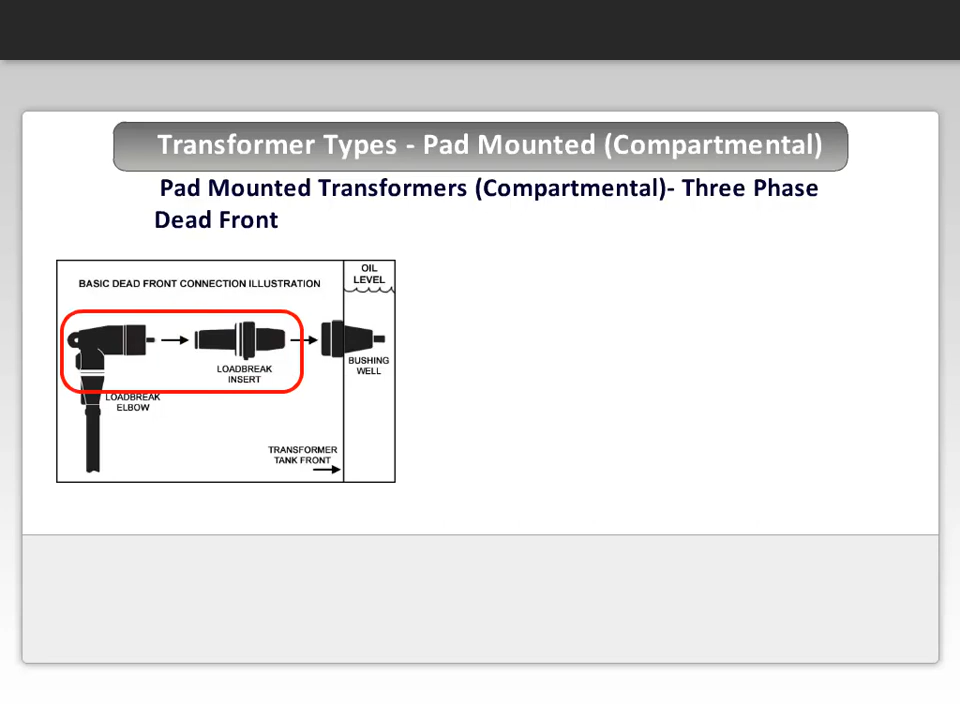 Transformer Types - Pad Mounted (Compartmental)
Pad Mounted Transformers (Compartmental)- Three Phase
Dead Front
OIL
LEVEL
BASIC DEAD FRONT CONNECTION ILLUSTRATION
LOADBREAK
INSERT
BUSHING
WELL
LOADBREAK
ELBOW
TRANSFORMER
TANK FRONT